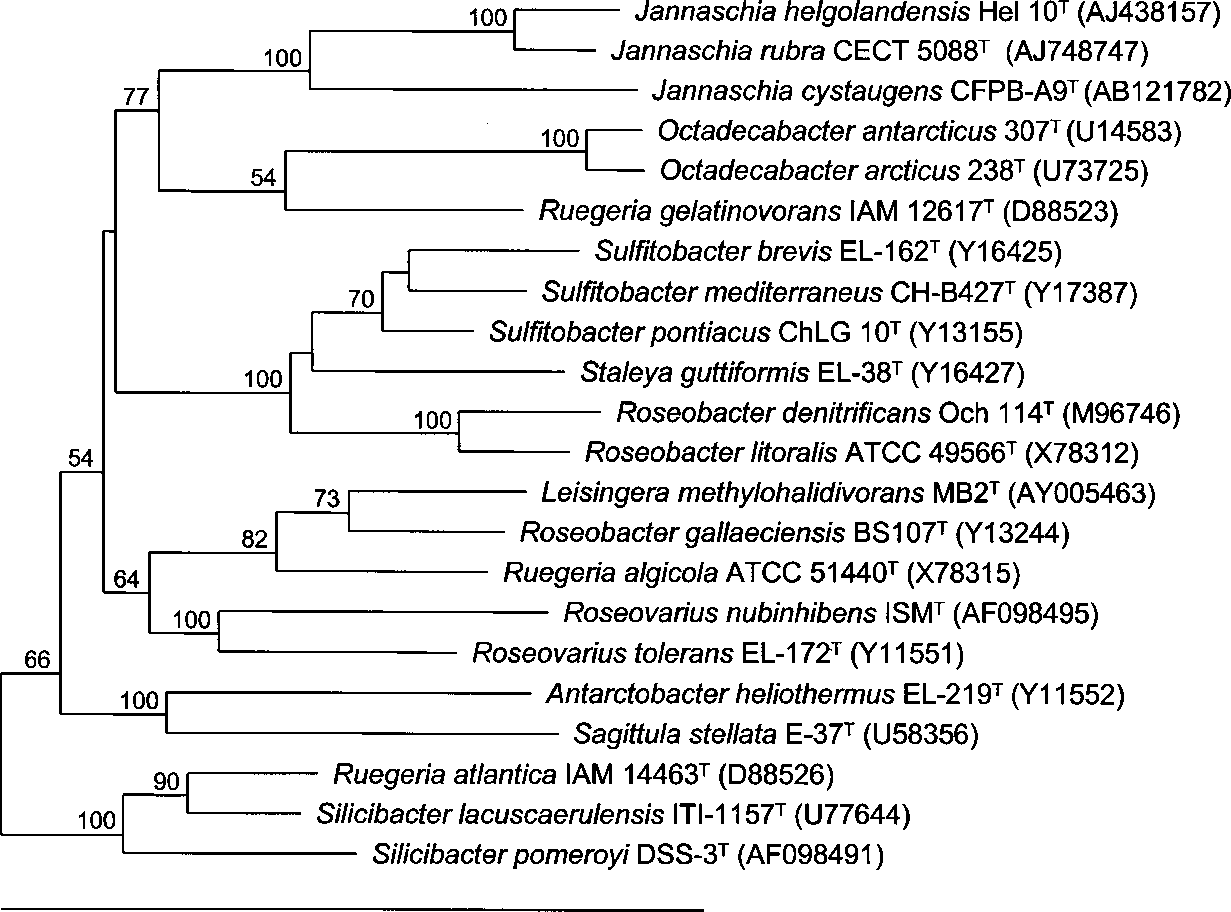 100 Jannaschia helgolandensis Hel 10ᵀ (AJ438157)
Jannaschia rubra CECT 5088ᵀ (AJ748747)
100
Jannaschia cystaugens CFPB-A9ᵀ (AB121782)
77
100 Octadecabacter antarcticus 307ᵀ (U14583)
Octadecabacter arcticus 238ᵀ (U73725)
54
Ruegeria gelatinovorans IAM 12617ᵀ (D88523)
Sulfitobacter brevis EL-162ᵀ (Y16425)
70 Sulfitobacter mediterraneus CH-B427ᵀ (Y17387)
Sulfitobacter pontiacus ChLG 10ᵀ (Y13155)
100 Staleya guttiformis EL-38ᵀ (Y16427)
100 Roseobacter denitrificans Och 114ᵀ (M96746)
Roseobacter litoralis ATCC 49566ᵀ (X78312)
54
73 Leisingera methylohalidivorans MB2ᵀ (AY005463)
Roseobacter gallaeciensis BS107ᵀ (Y13244)
82
Ruegeria algicola ATCC 51440ᵀ (X78315)
64
100 Roseovarius nubinhibens ISMᵀ (AF098495)
Roseovarius tolerans EL-172ᵀ (Y11551)
66
100 Antarctobacter heliothermus EL-219ᵀ (Y11552)
Sagittula stellata E-37ᵀ (U58356)
90 Ruegeria atlantica IAM 14463ᵀ (D88526)
100 Silicibacter lacuscaerulensis ITI-1157ᵀ (U77644)
Silicibacter pomeroyi DSS-3ᵀ (AF098491)